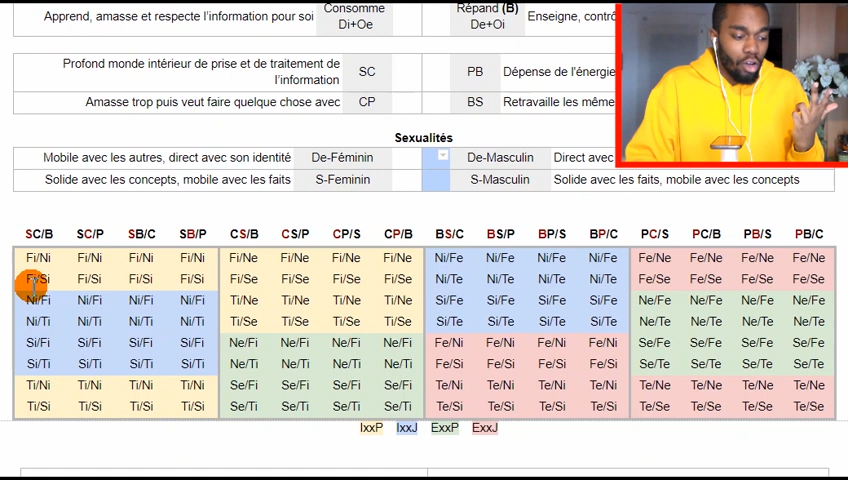 Consomme Répand (B)
Apprend, amasse et respecte l'information pour soi Di+Oe De+Oi Enseigne, contrô
Profond monde intérieur de prise et de traitement de l'information SC PB Dépense de l'énergie
Amasse trop puis veut faire quelque chose avec CP BS Retravaille les même
Sexualités
Mobile avec les autres, direct avec son identité De-Féminin De-Masculin Direct avec
Solide avec les concepts, mobile avec les faits S-Feminin S-Masculin Solide avec les faits, mobile avec les concepts
SC/B SC/P SB/C SB/P CS/B CS/P CP/S CP/B BS/C BS/P BP/S BP/C PC/S PC/B PB/S PB/C
Fi/Ni Fi/Ni Fi/Ni Fi/Ni Fi/Ne Fi/Ne Fi/Ne Fi/Ne Ni/Fe Ni/Fe Ni/Fe Ni/Fe Fe/Ne Fe/Ne Fe/Ne Fe/Ne
Fi/Si Fi/Si Fi/Si Fi/Si Fi/Se Fi/Se Fi/Se Fi/Se Ni/Te Ni/Te Ni/Te Ni/Te Fe/Se Fe/Se Fe/Se Fe/Se
Ni/Fi Ni/Fi Ni/Fi Ni/Fi Ti/Ne Ti/Ne Ti/Ne Ti/Ne Si/Fe Si/Fe Si/Fe Si/Fe Ne/Fe Ne/Fe Ne/Fe Ne/Fe
Ni/Ti Ni/Ti Ni/Ti Ni/Ti Ti/Se Ti/Se Ti/Se Ti/Se Si/Te Si/Te Si/Te Si/Te Ne/Te Ne/Te Ne/Te Ne/Te
Si/Fi Si/Fi Si/Fi Si/Fi Ne/Fi Ne/Fi Ne/Fi Ne/Fi Fe/Ni Fe/Ni Fe/Ni Fe/Ni Se/Fe Se/Fe Se/Fe Se/Fe
Si/Ti Si/Ti Si/Ti Si/Ti Ne/Ti Ne/Ti Ne/Ti Ne/Ti Fe/Si Fe/Si Fe/Si Fe/Si Se/Te Se/Te Se/Te Se/Te
Ti/Ni Ti/Ni Ti/Ni Ti/Ni Se/Fi Se/Fi Se/Fi Se/Fi Te/Ni Te/Ni Te/Ni Te/Ni Te/Ne Te/Ne Te/Ne Te/Ne
Ti/Si Ti/Si Ti/Si Ti/Si Se/Ti Se/Ti Se/Ti Se/Ti Te/Si Te/Si Te/Si Te/Si Te/Se Te/Se Te/Se Te/Se
IxxP IxxJ ExxP ExxJ